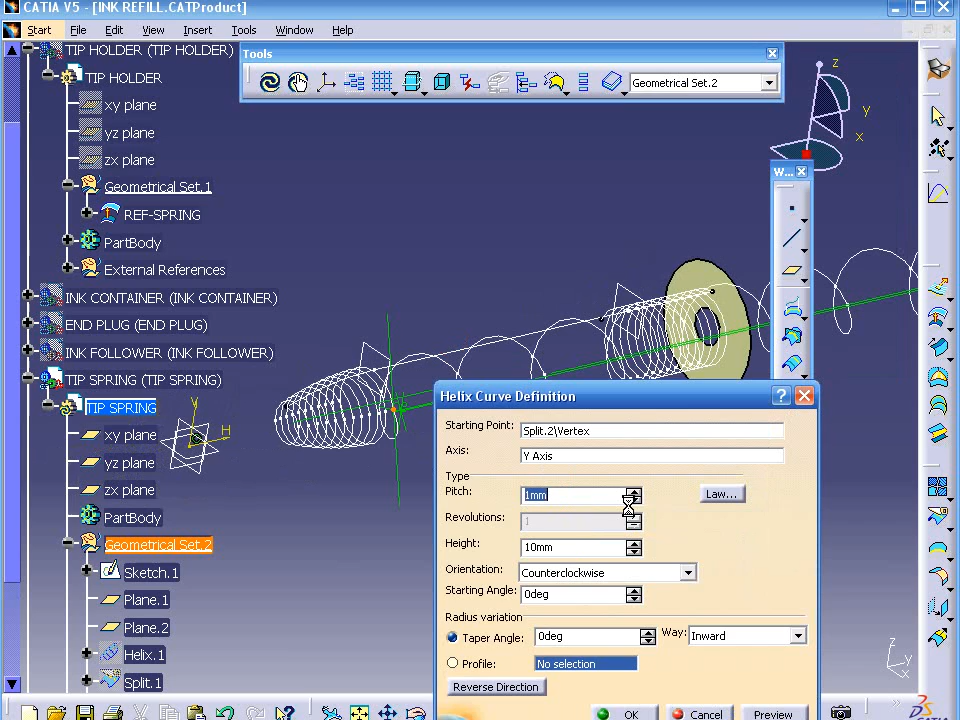 CATIA V5 - [INK REFILL.CATProduct]
Start File Edit View Insert Tools Window Help
TIP HOLDER (TIP HOLDER)
TIP HOLDER
xy plane
yz plane
zx plane
Geometrical Set.1
REF-SPRING
PartBody
External References
INK CONTAINER (INK CONTAINER)
END PLUG (END PLUG)
INK FOLLOWER (INK FOLLOWER)
TIP SPRING (TIP SPRING)
TIP SPRING
xy plane
yz plane
zx plane
PartBody
Geometrical Set.2
Sketch.1
Plane.1
Plane.2
Helix.1
Split.1
Tools
Geometrical Set.2
z
y
x
W...
V
H
Helix Curve Definition
Starting Point: Split.2\Vertex
Axis: Y Axis
Type
Pitch: 1mm Law...
Revolutions: 1
Height: 10mm
Orientation: Counterclockwise
Starting Angle: 0deg
Radius variation
Taper Angle: 0deg Way: Inward
Profile: No selection
Reverse Direction
OK Cancel Preview
z
y
x
CATIA